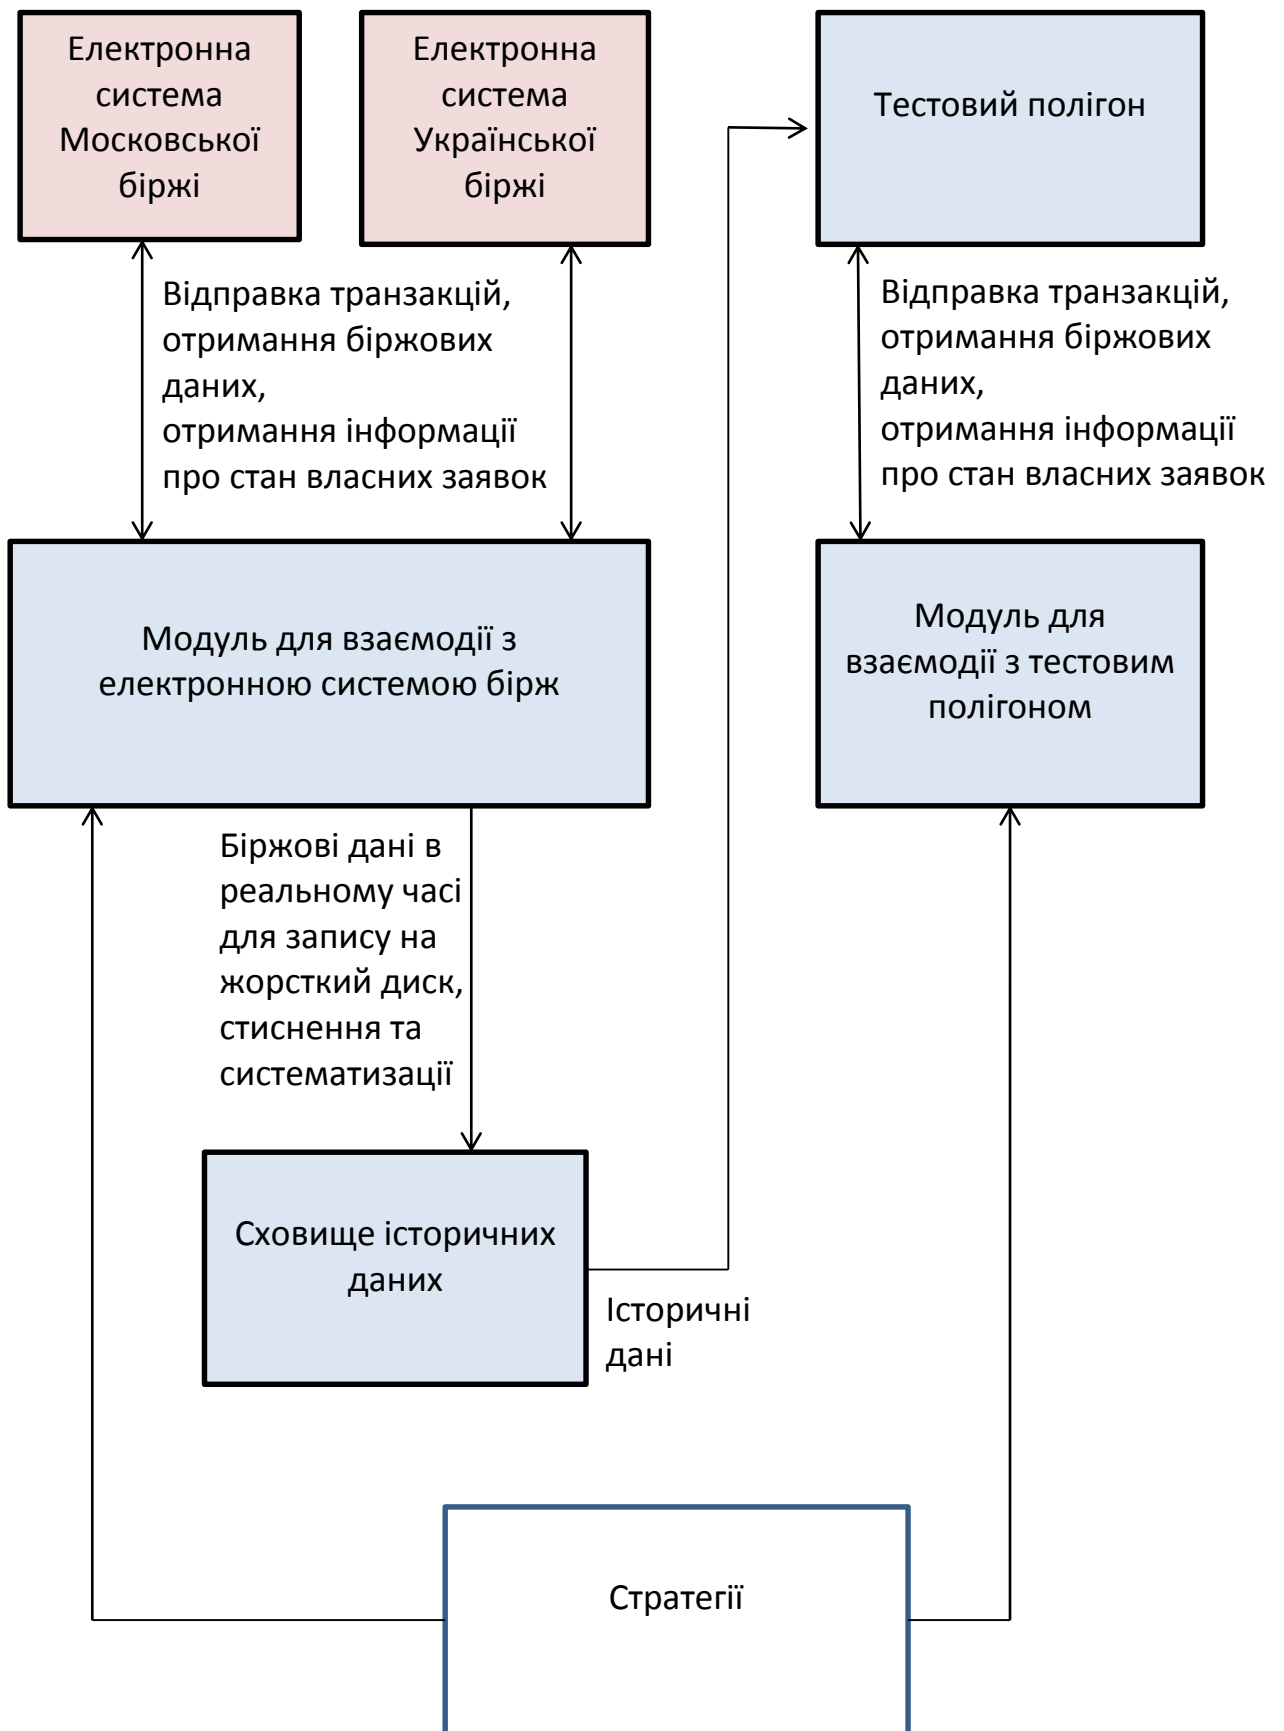 Електронна
система
Московської
біржі
Електронна
система
Української
біржі
Тестовий полігон
Відправка транзакцій,
отримання біржових
даних,
отримання інформації
про стан власних заявок
Відправка транзакцій,
отримання біржових
даних,
отримання інформації
про стан власних заявок
Модуль для взаємодії з
електронною системою бірж
Модуль для
взаємодії з тестовим
полігоном
Біржові дані в
реальному часі
для запису на
жорсткий диск,
стиснення та
систематизації
Сховище історичних
даних
Історичні
дані
Стратегії